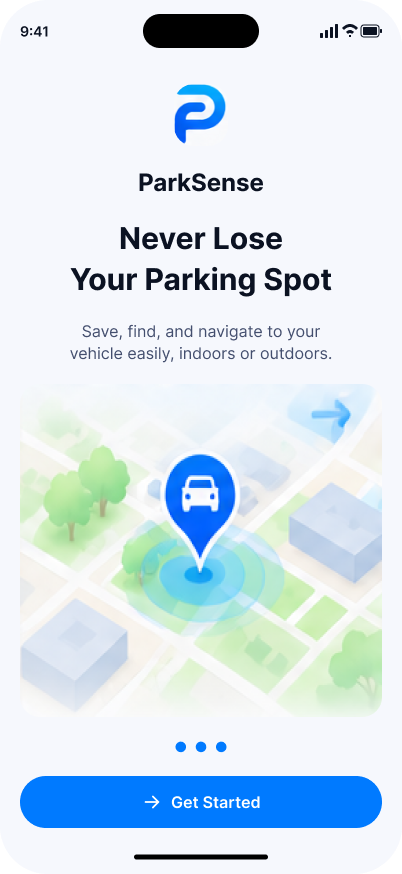 9:41
ParkSense
Never Lose
Your Parking Spot
Save, find, and navigate to your
vehicle easily, indoors or outdoors.
Get Started